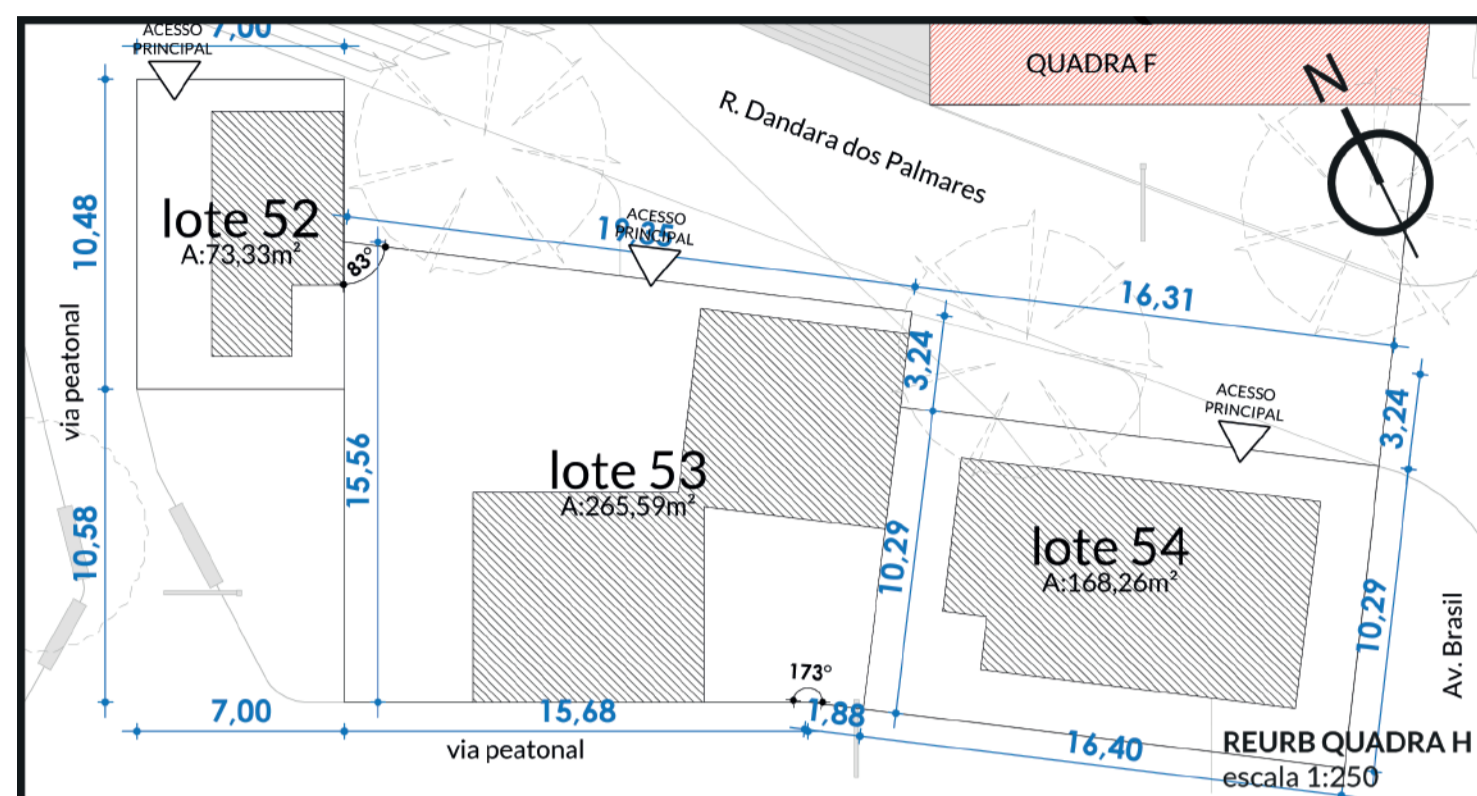 ACESSO
PRINCIPAL
7,00
QUADRA F
N
R. Dandara dos Palmares
10,48
lote 52
A:73,33m²
83°
19,35
ACESSO
PRINCIPAL
16,31
3,24
ACESSO
PRINCIPAL
3,24
via peatonal
15,56
lote 53
A:265,59m²
10,58
10,29
lote 54
A:168,26m²
10,29
Av. Brasil
173°
7,00
15,68
1,88
16,40
via peatonal
REURB QUADRA H
escala 1:250